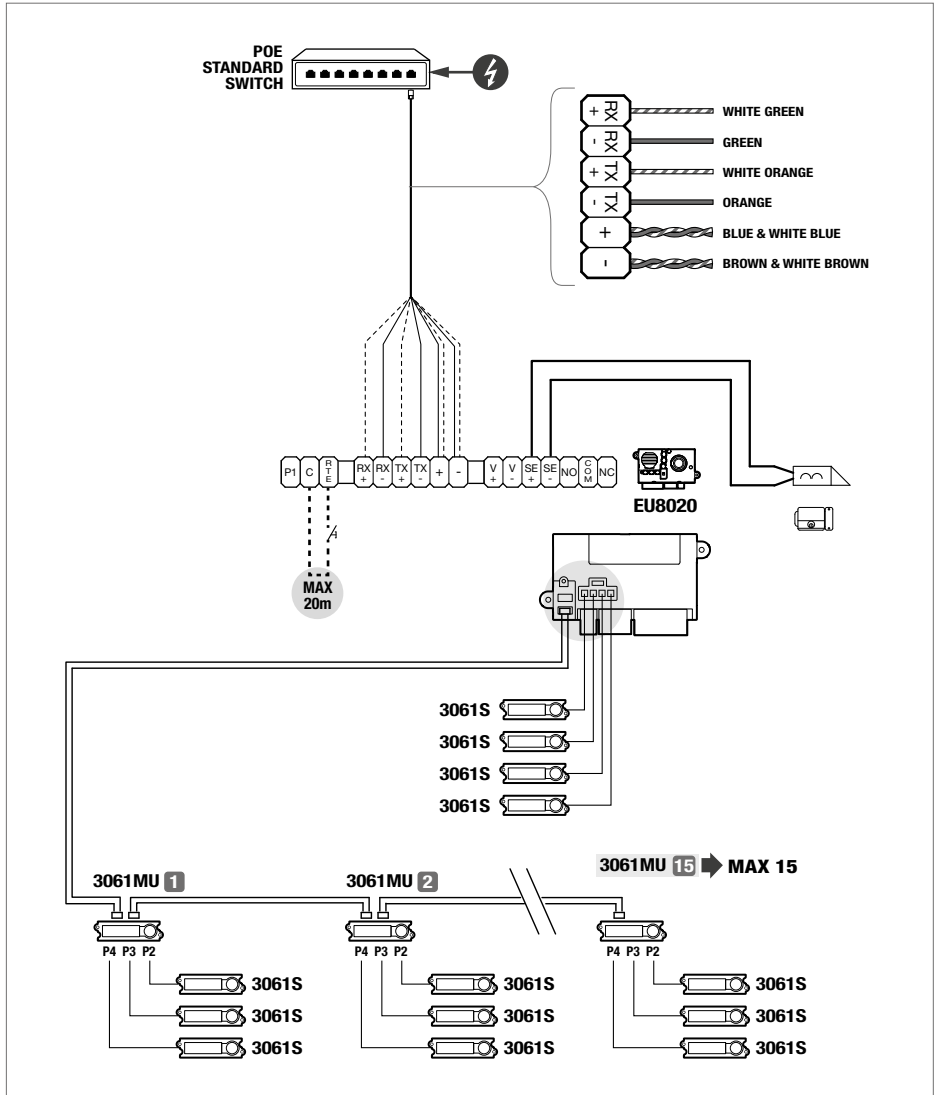 POE
STANDARD
SWITCH
RX + WHITE GREEN
RX - GREEN
TX + WHITE ORANGE
TX - ORANGE
+ BLUE & WHITE BLUE
- BROWN & WHITE BROWN
P1 C RTE RX+ RX- TX+ TX- + - V+ V- SE+ SE- NO COM NC
EU8020
MAX
20m
3061S
3061S
3061S
3061S
3061MU 15 MAX 15
3061MU 1 3061MU 2
P4 P3 P2 P4 P3 P2 P4 P3 P2
3061S 3061S 3061S
3061S 3061S 3061S
3061S 3061S 3061S